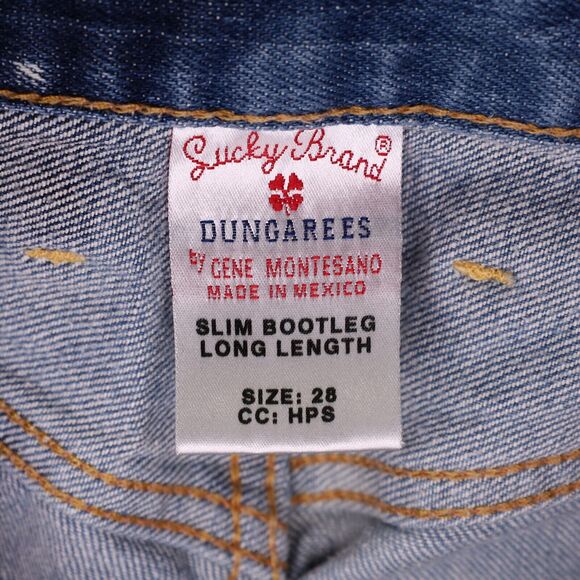 Lucky Brand®
DUNGAREES
by GENE MONTESANO
MADE IN MEXICO
SLIM BOOTLEG
LONG LENGTH
SIZE: 28
CC: HPS